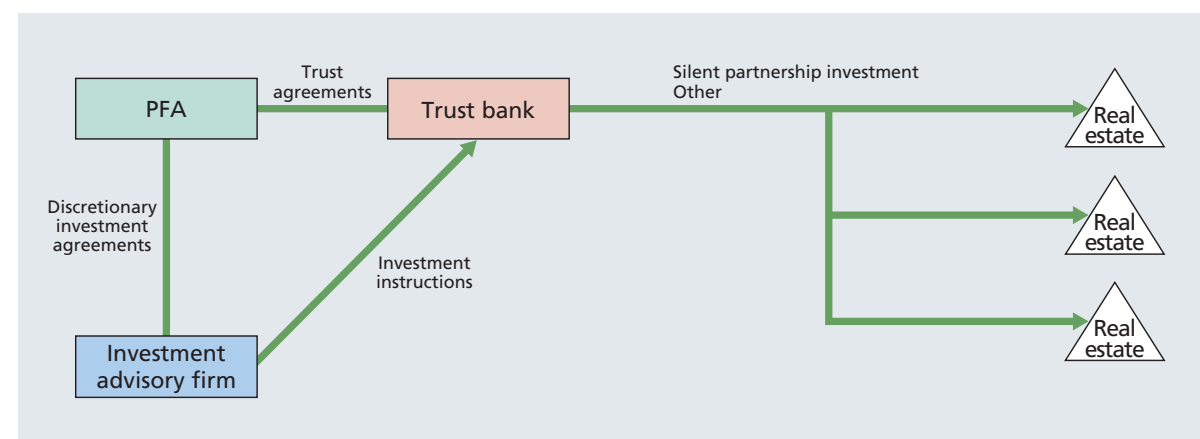 Trust
agreements
Silent partnership investment
Other
PFA
Trust bank
Real
estate
Discretionary
investment
agreements
Real
estate
Investment
instructions
Investment
advisory firm
Real
estate